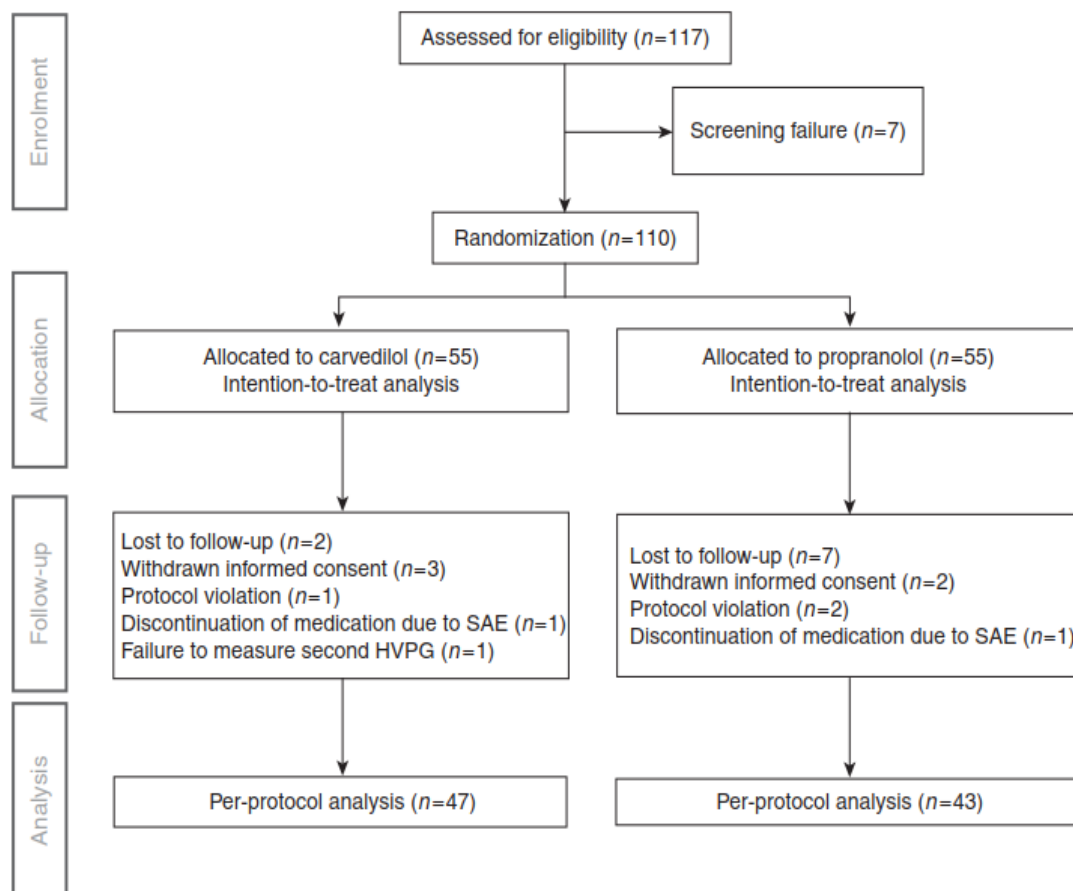 Enrolment
Assessed for eligibility (n=117)
Screening failure (n=7)
Randomization (n=110)
Allocation
Allocated to carvedilol (n=55)
Intention-to-treat analysis
Allocated to propranolol (n=55)
Intention-to-treat analysis
Follow-up
Lost to follow-up (n=2)
Withdrawn informed consent (n=3)
Protocol violation (n=1)
Discontinuation of medication due to SAE (n=1)
Failure to measure second HVPG (n=1)
Lost to follow-up (n=7)
Withdrawn informed consent (n=2)
Protocol violation (n=2)
Discontinuation of medication due to SAE (n=1)
Analysis
Per-protocol analysis (n=47)
Per-protocol analysis (n=43)